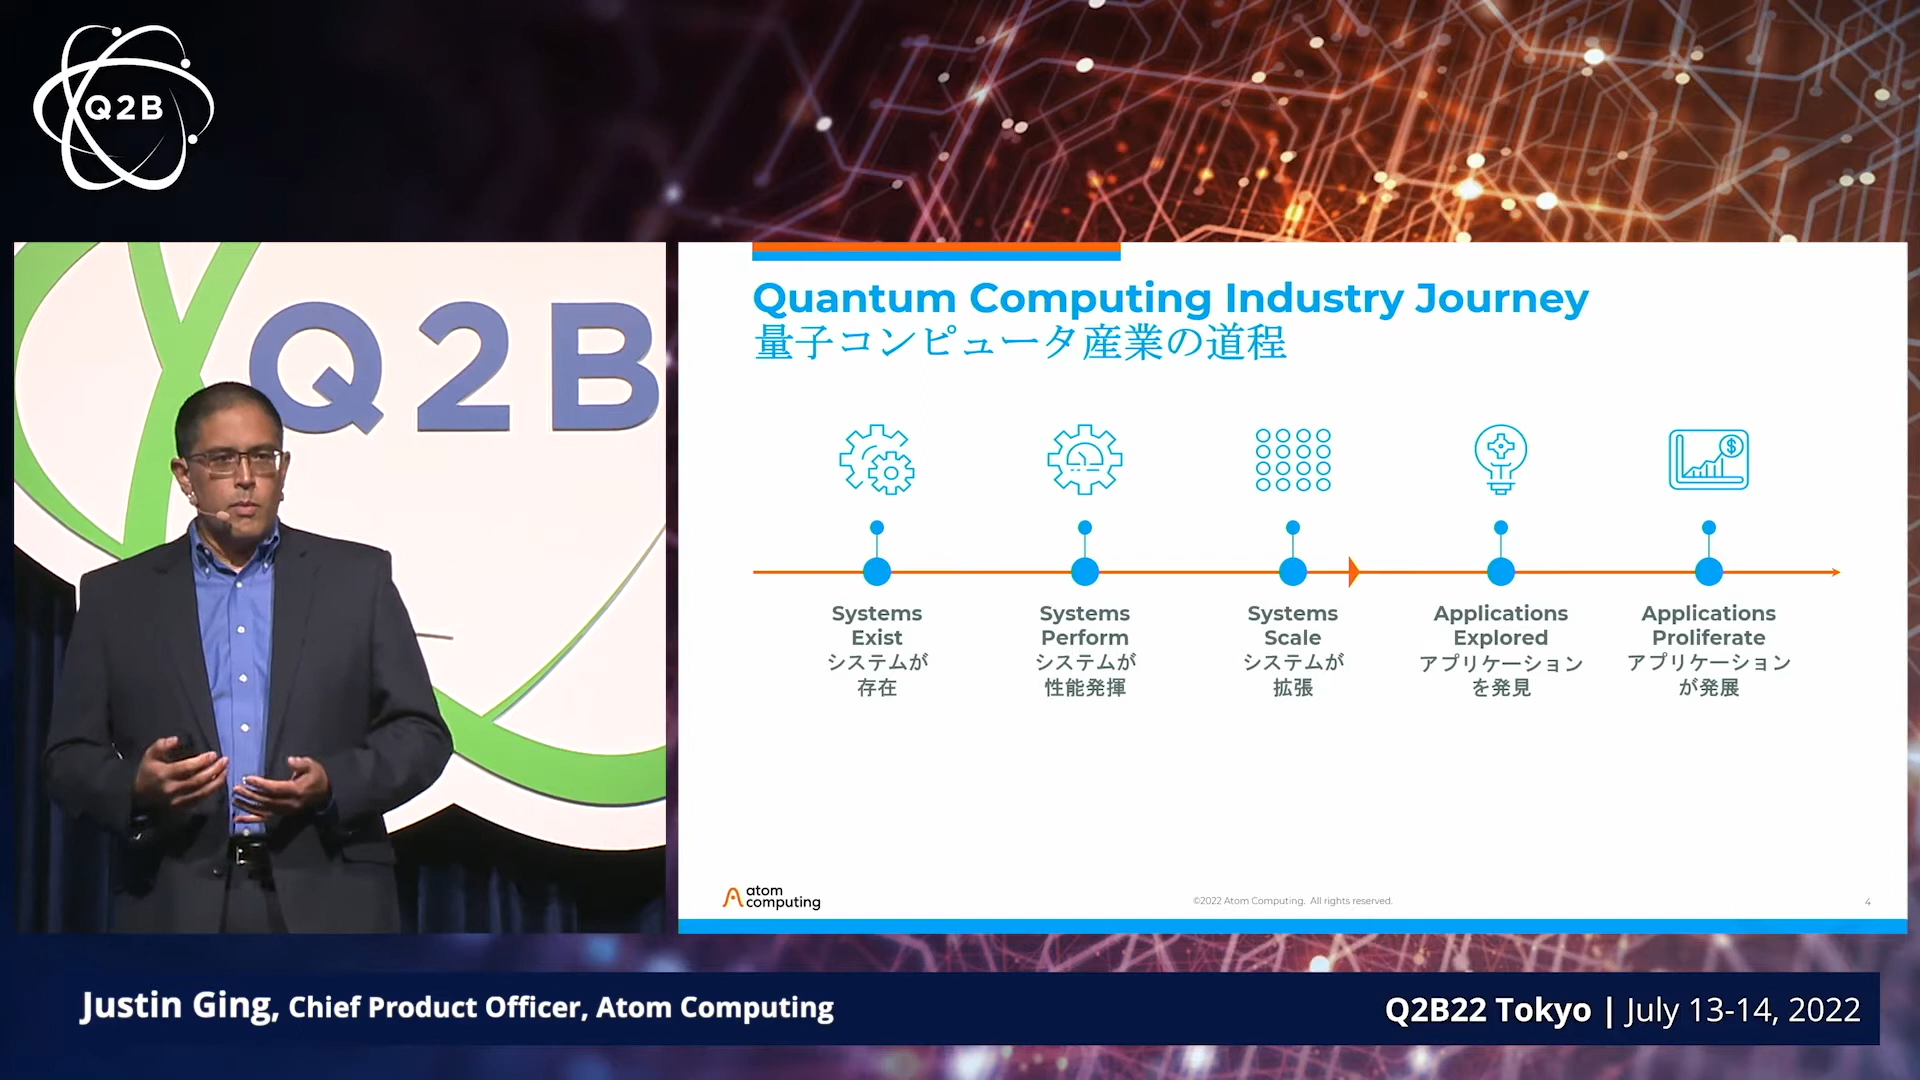 Q2B
Q2B
Quantum Computing Industry Journey
量子コンピュータ産業の道程
Systems
Exist
システムが
存在
Systems
Perform
システムが
性能発揮
Systems
Scale
システムが
拡張
Applications
Explored
アプリケーション
を発見
Applications
Proliferate
アプリケーション
が発展
$
atom
computing
©2022 Atom Computing. All rights reserved.
4
Justin Ging, Chief Product Officer, Atom Computing
Q2B22 Tokyo | July 13-14, 2022